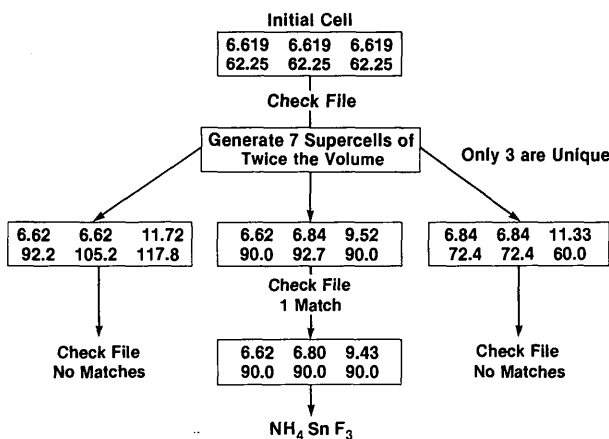 Initial Cell
6.619 6.619 6.619
62.25 62.25 62.25
Check File
Generate 7 Supercells of
Twice the Volume
Only 3 are Unique
6.62 6.62 11.72
92.2 105.2 117.8
6.62 6.84 9.52
90.0 92.7 90.0
6.84 6.84 11.33
72.4 72.4 60.0
Check File
1 Match
Check File
No Matches
6.62 6.80 9.43
90.0 90.0 90.0
Check File
No Matches
NH₄ Sn F₃